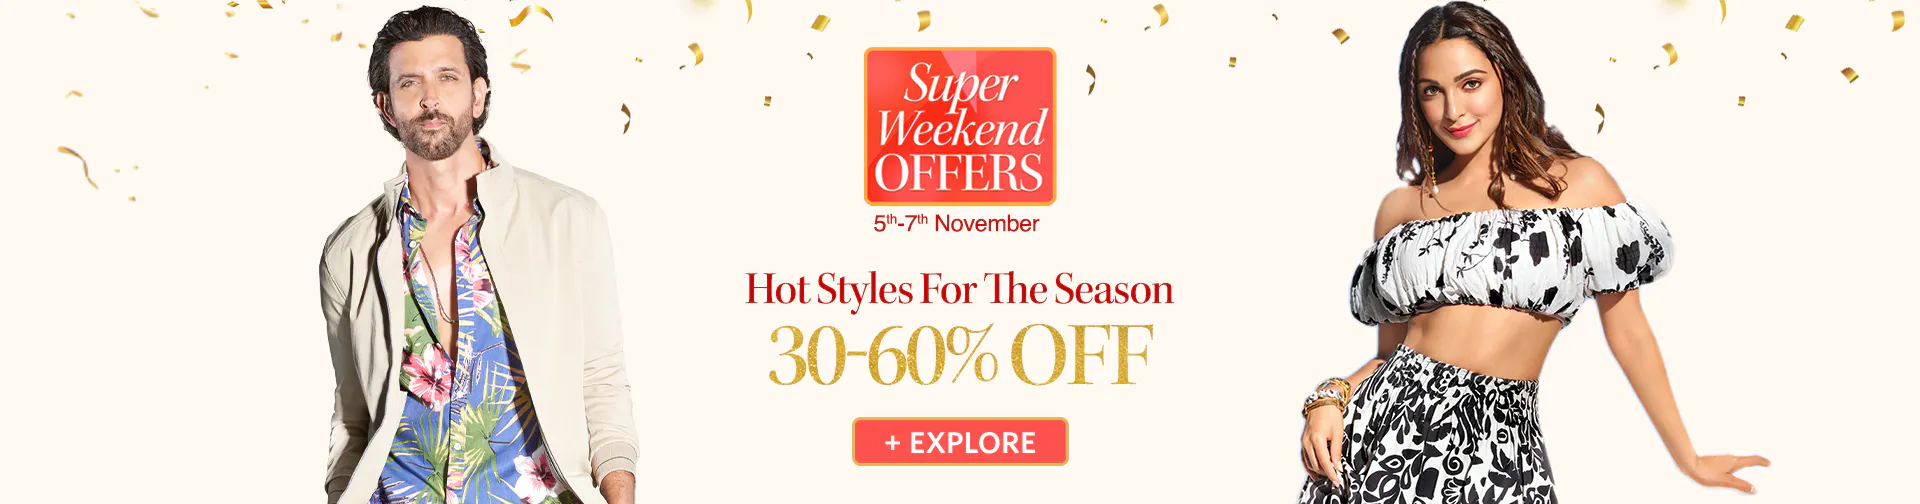 Super
Weekend
OFFERS
5th-7th November
Hot Styles For The Season
30-60% OFF
+ EXPLORE